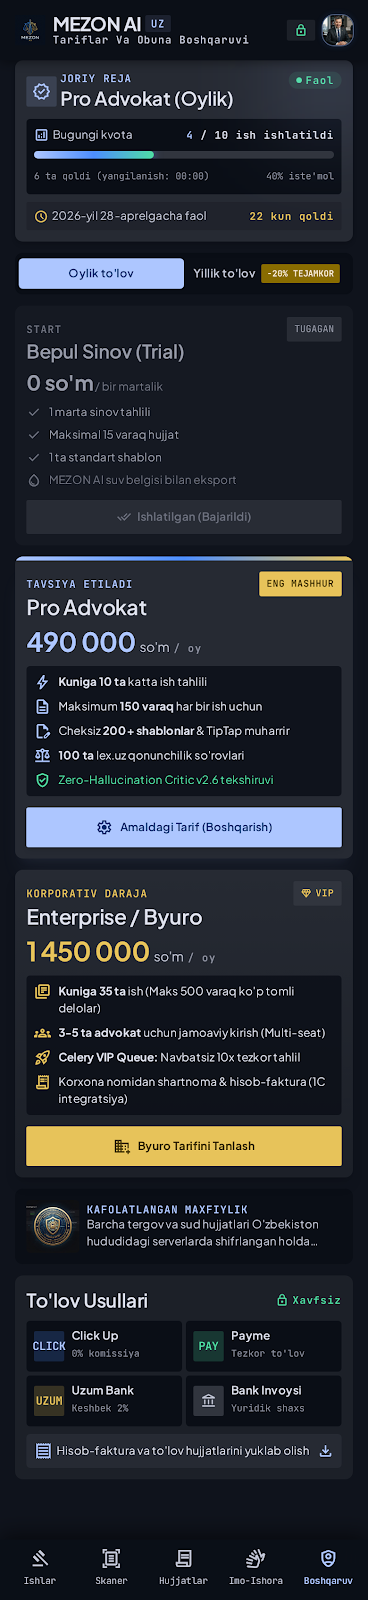 MEZON AI UZ
Tariflar Va Obuna Boshqaruvi
JORIY REJA
Faol
Pro Advokat (Oylik)
Bugungi kvota 4 / 10 ish ishlatildi
6 ta qoldi (yangilanish: 00:00) 40% iste'mol
2026-yil 28-aprelgacha faol 22 kun qoldi
Oylik to'lov Yillik to'lov -20% TEJAMKOR
START TUGAGAN
Bepul Sinov (Trial)
0 so'm / bir martalik
1 marta sinov tahlili
Maksimal 15 varaq hujjat
1 ta standart shablon
MEZON AI suv belgisi bilan eksport
Ishlatilgan (Bajarildi)
TAVSIYA ETILADI ENG MASHHUR
Pro Advokat
490 000 so'm / oy
Kuniga 10 ta katta ish tahlili
Maksimum 150 varaq har bir ish uchun
Cheksiz 200+ shablonlar & TipTap muharrir
100 ta lex.uz qonunchilik so'rovlari
Zero-Hallucination Critic v2.6 tekshiruvi
Amaldagi Tarif (Boshqarish)
KORPORATIV DARAJA VIP
Enterprise / Byuro
1 450 000 so'm / oy
Kuniga 35 ta ish (Maks 500 varaq ko'p tomli
delolar)
3-5 ta advokat uchun jamoaviy kirish (Multi-seat)
Celery VIP Queue: Navbatsiz 10x tezkor tahlil
Korxona nomidan shartnoma & hisob-faktura (1C
integratsiya)
Byuro Tarifini Tanlash
KAFOLATLANGAN MAXFIYLIK
Barcha tergov va sud hujjatlari O'zbekiston
hududidagi serverlarda shifrlangan holda...
To'lov Usullari Xavfsiz
CLICK Click Up
0% komissiya
PAY Payme
Tezkor to'lov
UZUM Uzum Bank
Keshbek 2%
Bank Invoysi
Yuridik shaxs
Hisob-faktura va to'lov hujjatlarini yuklab olish
Ishlar Skaner Hujjatlar Imo-Ishora Boshqaruv